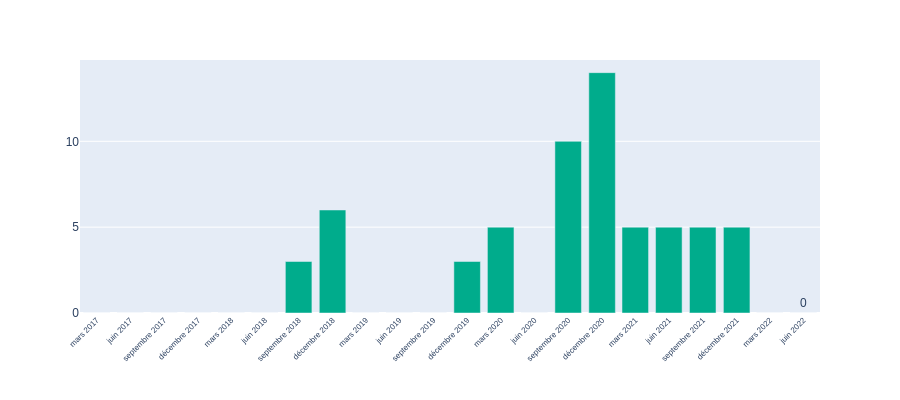 10
5
0
0
mars 2017
juin 2017
septembre 2017
décembre 2017
mars 2018
juin 2018
septembre 2018
décembre 2018
mars 2019
juin 2019
septembre 2019
décembre 2019
mars 2020
juin 2020
septembre 2020
décembre 2020
mars 2021
juin 2021
septembre 2021
décembre 2021
mars 2022
juin 2022